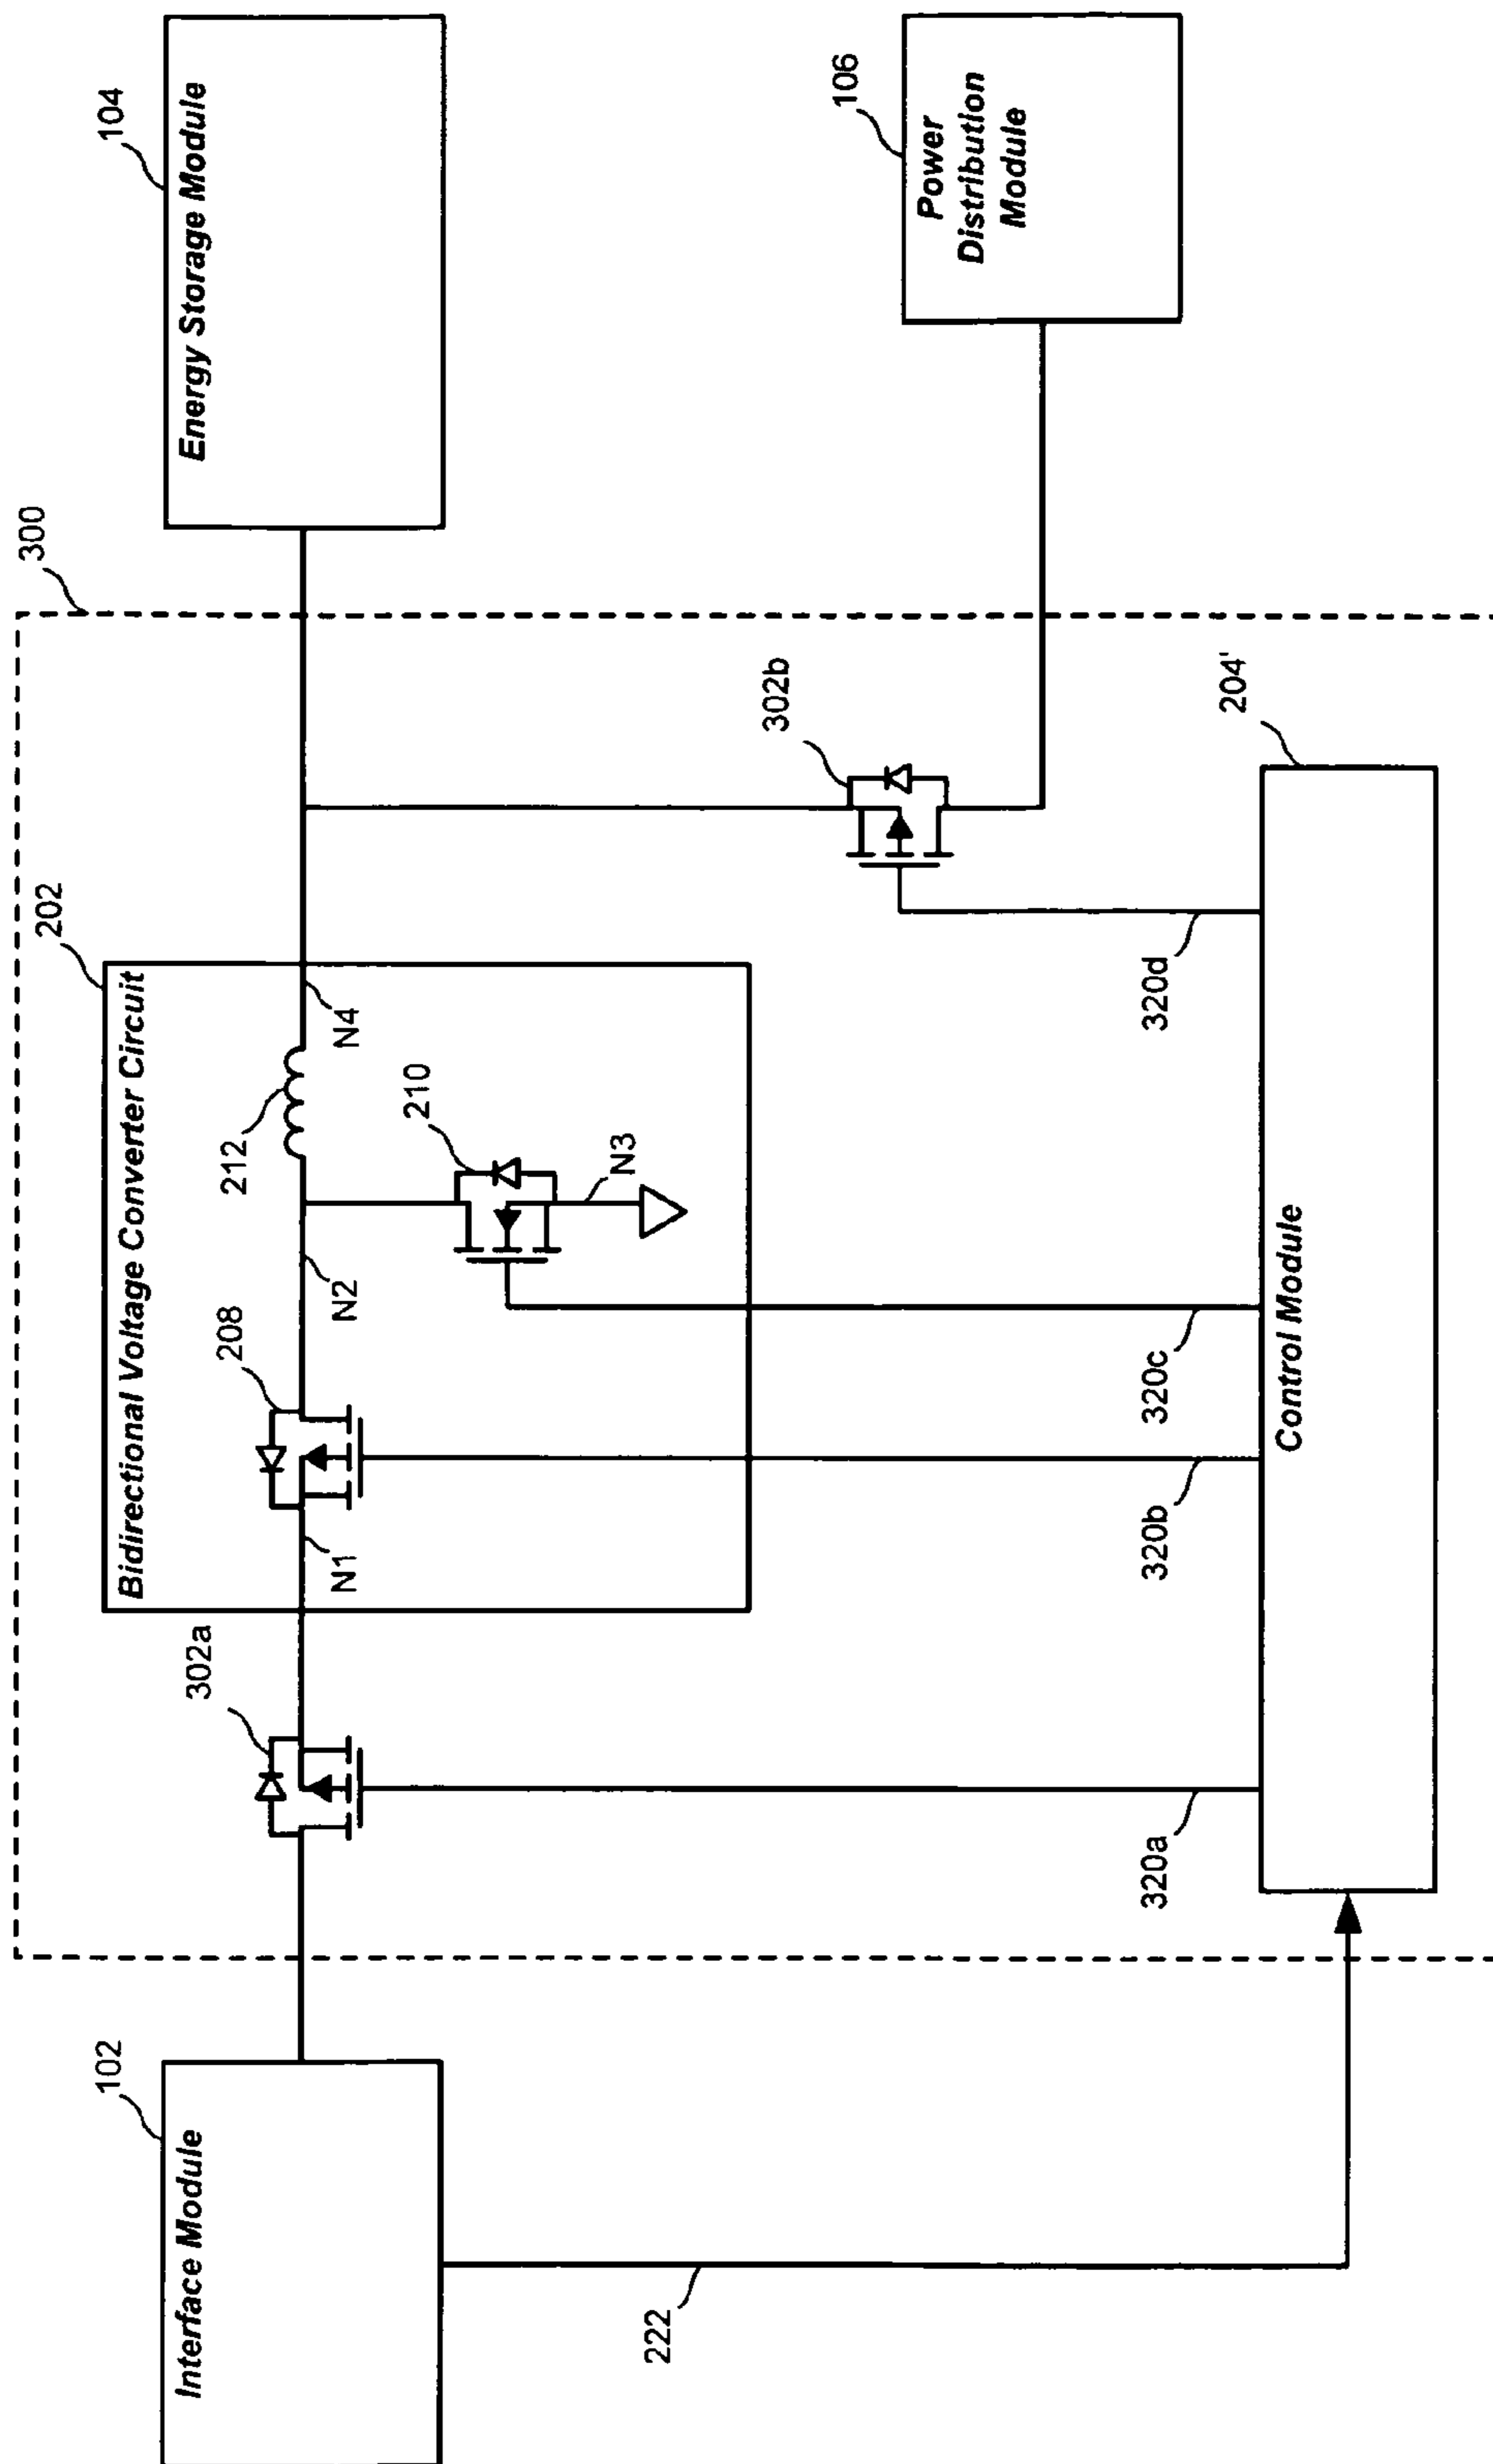 300
102
Interface Module
302a
202
Bidirectional Voltage Converter Circuit
208
212
N1
N2
N4
210
N3
104
Energy Storage Module
302b
106
Power
Distribution
Module
222
320a
320b
320c
320d
204'
Control Module